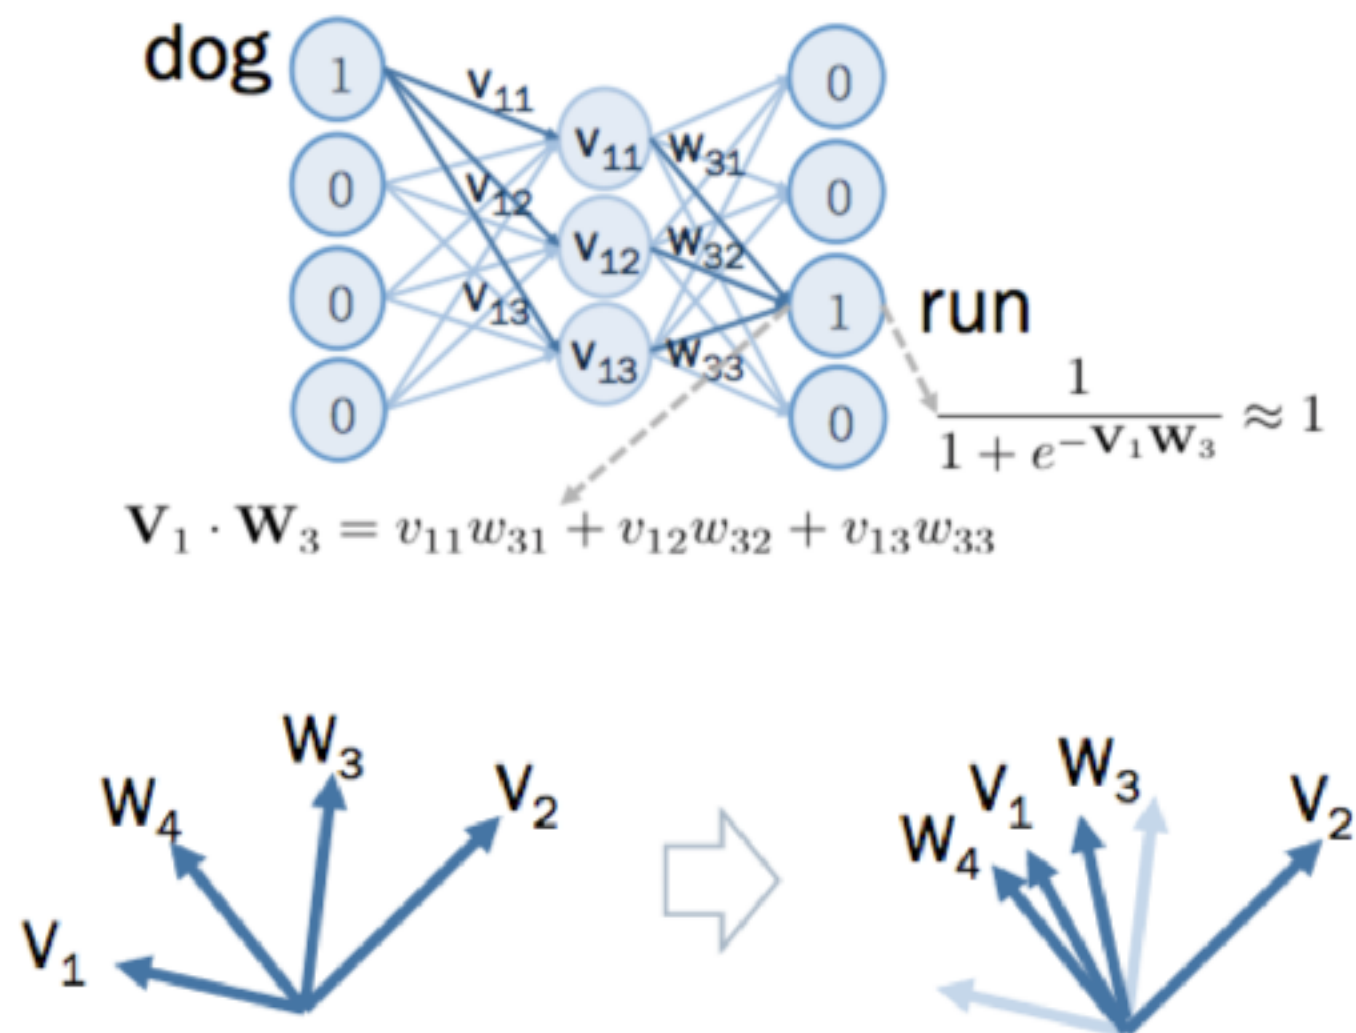 dog
1
0
0
0
v₁₁
v₁₂
v₁₃
v₁₁
v₁₂
v₁₃
w₃₁
w₃₂
w₃₃
0
0
1
0
run
1
1 + e^{−V₁W₃}
≈ 1
V₁ · W₃ = v₁₁w₃₁ + v₁₂w₃₂ + v₁₃w₃₃
V₁
W₄
W₃
V₂
W₄
V₁
W₃
V₂